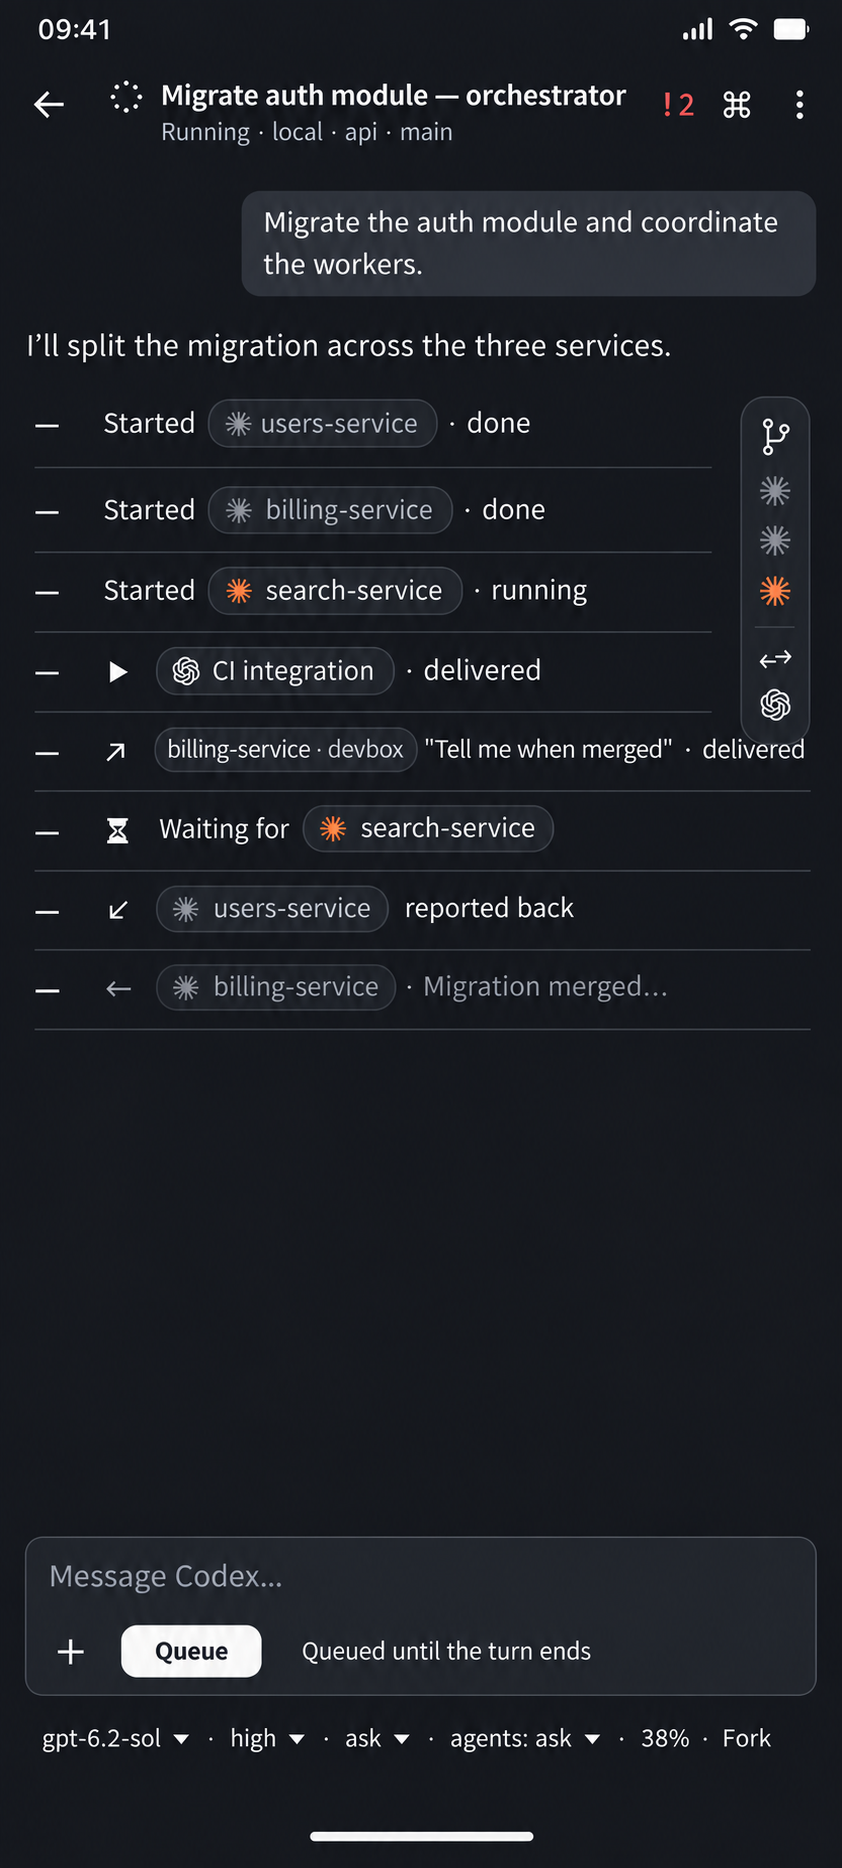 09:41
Migrate auth module — orchestrator
!2
Running · local · api · main
Migrate the auth module and coordinate
the workers.
I’ll split the migration across the three services.
Started users-service · done
Started billing-service · done
Started search-service · running
CI integration · delivered
billing-service · devbox "Tell me when merged" · delivered
Waiting for search-service
users-service reported back
billing-service · Migration merged...
Message Codex...
Queue Queued until the turn ends
gpt-6.2-sol · high · ask · agents: ask · 38% · Fork